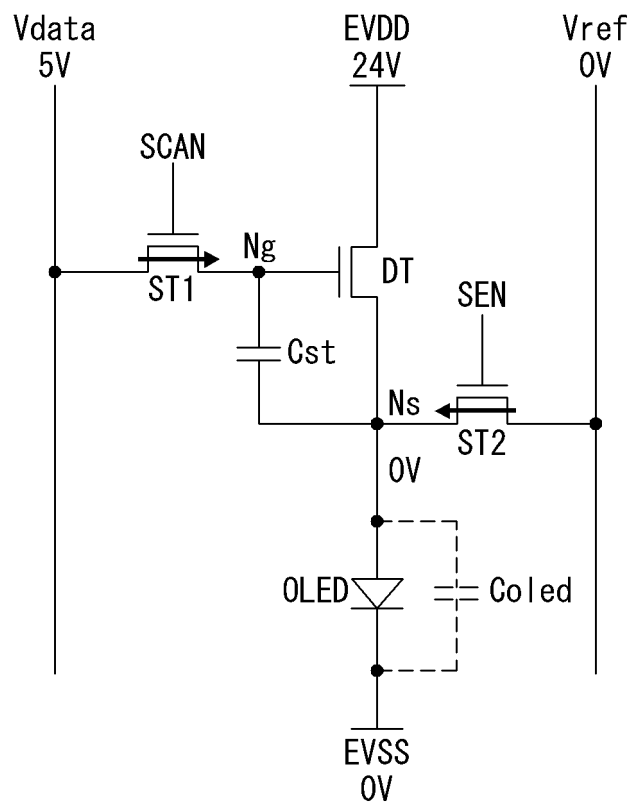 Vdata
5V
EVDD
24V
Vref
0V
SCAN
Ng
DT
ST1
SEN
Cst
Ns
ST2
0V
OLED
Coled
EVSS
0V